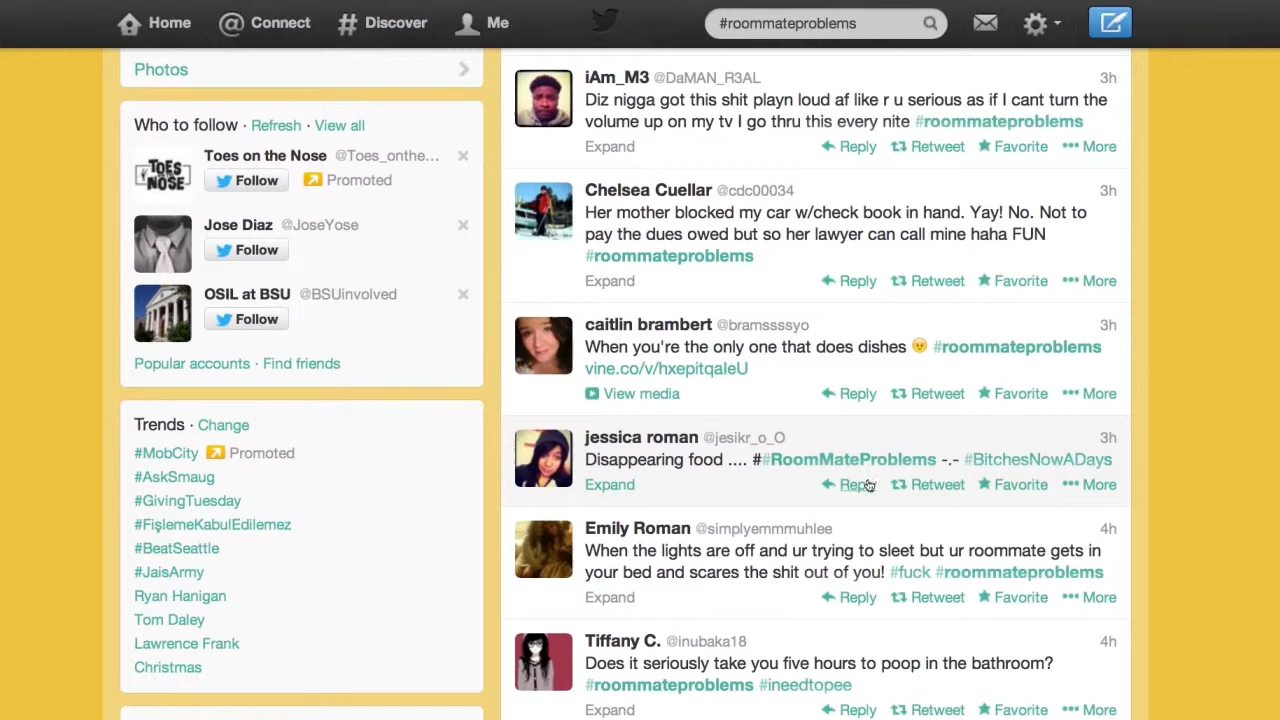 Home Connect Discover Me #roommateproblems
Photos
Who to follow · Refresh · View all
TOES ON THE NOSE
Toes on the Nose @Toes_onthe...
Follow Promoted
Jose Diaz @JoseYose
Follow
OSIL at BSU @BSUinvolved
Follow
Popular accounts · Find friends
Trends · Change
#MobCity Promoted
#AskSmaug
#GivingTuesday
#FişlemeKabulEdilemez
#BeatSeattle
#JaisArmy
Ryan Hanigan
Tom Daley
Lawrence Frank
Christmas
iAm_M3 @DaMAN_R3AL 3h
Diz nigga got this shit playn loud af like r u serious as if I cant turn the
volume up on my tv I go thru this every nite #roommateproblems
Expand Reply Retweet Favorite More
Chelsea Cuellar @cdc00034 3h
Her mother blocked my car w/check book in hand. Yay! No. Not to
pay the dues owed but so her lawyer can call mine haha FUN
#roommateproblems
Expand Reply Retweet Favorite More
caitlin brambert @bramssssyo 3h
When you're the only one that does dishes 😠 #roommateproblems
vine.co/v/hxepitqaleU
View media Reply Retweet Favorite More
jessica roman @jesikr_o_O 3h
Disappearing food .... ##RoomMateProblems -.- #BitchesNowADays
Expand Reply Retweet Favorite More
Emily Roman @simplyemmmuhlee 4h
When the lights are off and ur trying to sleet but ur roommate gets in
your bed and scares the shit out of you! #fuck #roommateproblems
Expand Reply Retweet Favorite More
Tiffany C. @inubaka18 4h
Does it seriously take you five hours to poop in the bathroom?
#roommateproblems #ineedtopee
Expand Reply Retweet Favorite More